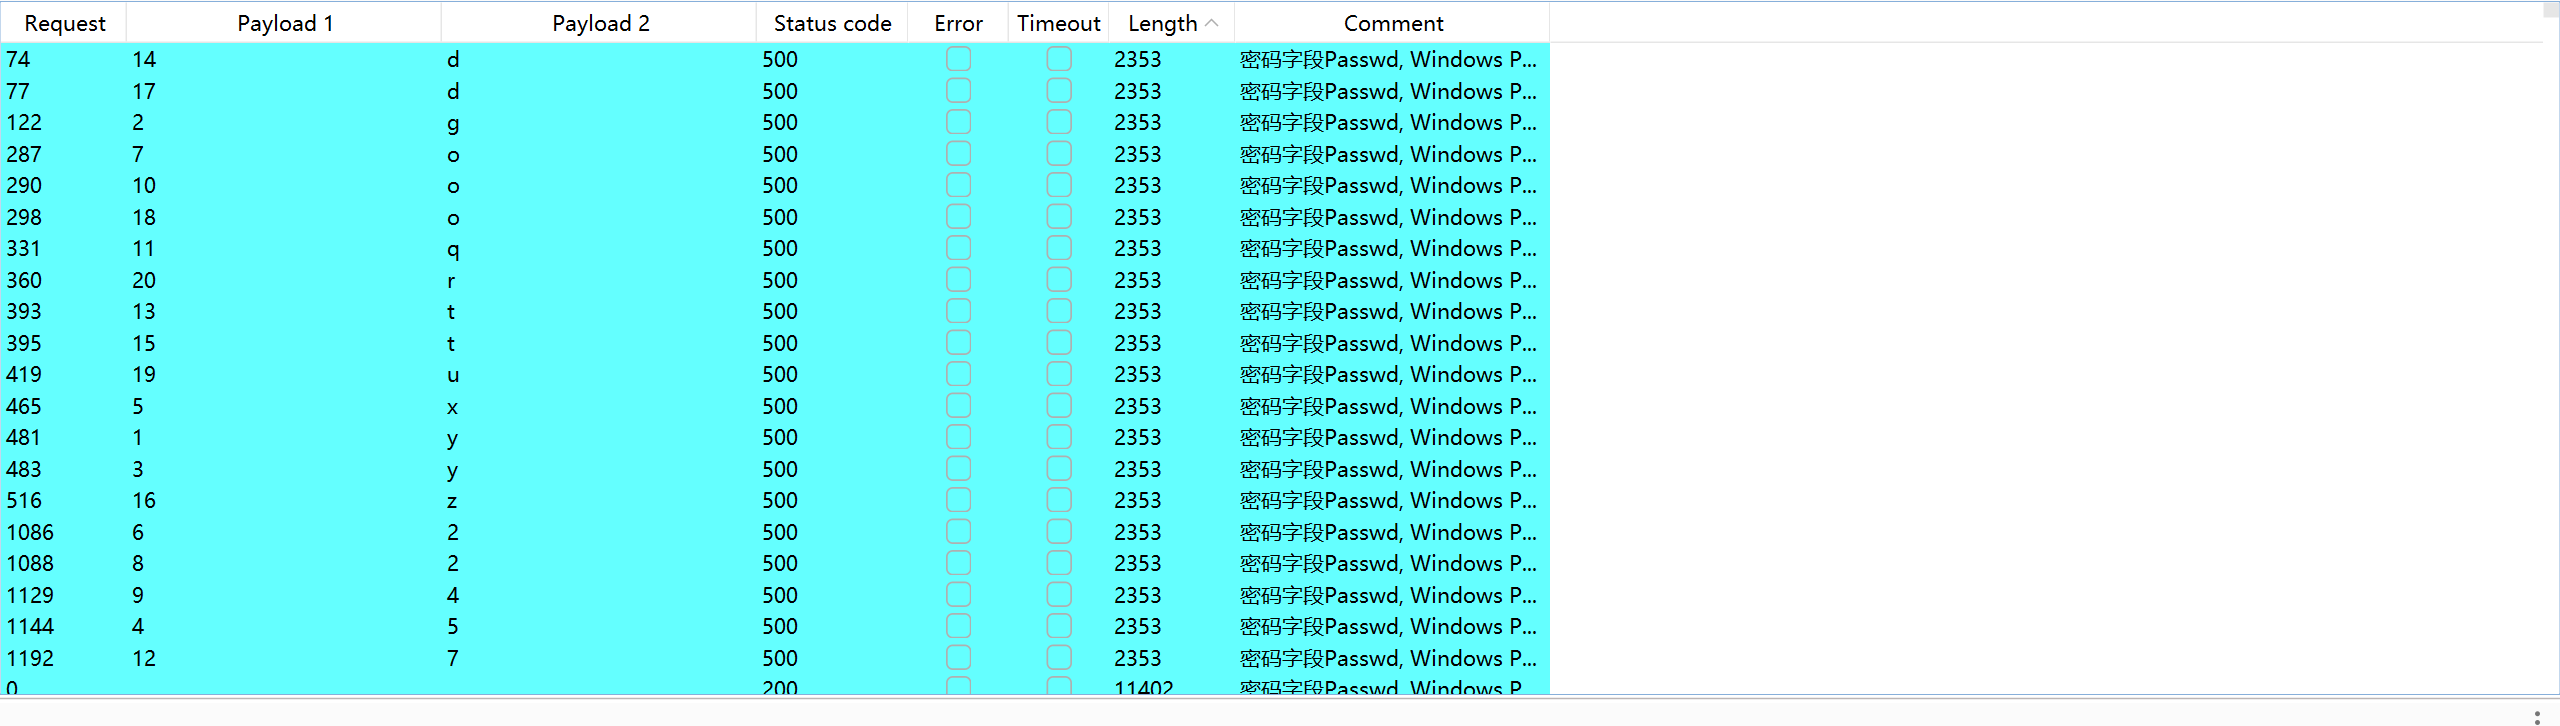 Request Payload 1 Payload 2 Status code Error Timeout Length Comment
74 14 d 500 2353 密码字段Passwd, Windows P...
77 17 d 500 2353 密码字段Passwd, Windows P...
122 2 g 500 2353 密码字段Passwd, Windows P...
287 7 o 500 2353 密码字段Passwd, Windows P...
290 10 o 500 2353 密码字段Passwd, Windows P...
298 18 o 500 2353 密码字段Passwd, Windows P...
331 11 q 500 2353 密码字段Passwd, Windows P...
360 20 r 500 2353 密码字段Passwd, Windows P...
393 13 t 500 2353 密码字段Passwd, Windows P...
395 15 t 500 2353 密码字段Passwd, Windows P...
419 19 u 500 2353 密码字段Passwd, Windows P...
465 5 x 500 2353 密码字段Passwd, Windows P...
481 1 y 500 2353 密码字段Passwd, Windows P...
483 3 y 500 2353 密码字段Passwd, Windows P...
516 16 z 500 2353 密码字段Passwd, Windows P...
1086 6 2 500 2353 密码字段Passwd, Windows P...
1088 8 2 500 2353 密码字段Passwd, Windows P...
1129 9 4 500 2353 密码字段Passwd, Windows P...
1144 4 5 500 2353 密码字段Passwd, Windows P...
1192 12 7 500 2353 密码字段Passwd, Windows P...
0 200 11402 密码字段Passwd, Windows P...